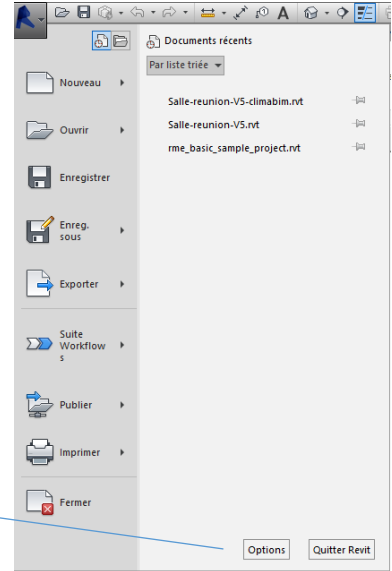 Documents récents
Par liste triée
Nouveau
Salle-reunion-V5-climabim.rvt
Ouvrir
Salle-reunion-V5.rvt
rme_basic_sample_project.rvt
Enregistrer
Enreg.
sous
Exporter
Suite
Workflow
s
Publier
Imprimer
Fermer
Options
Quitter Revit